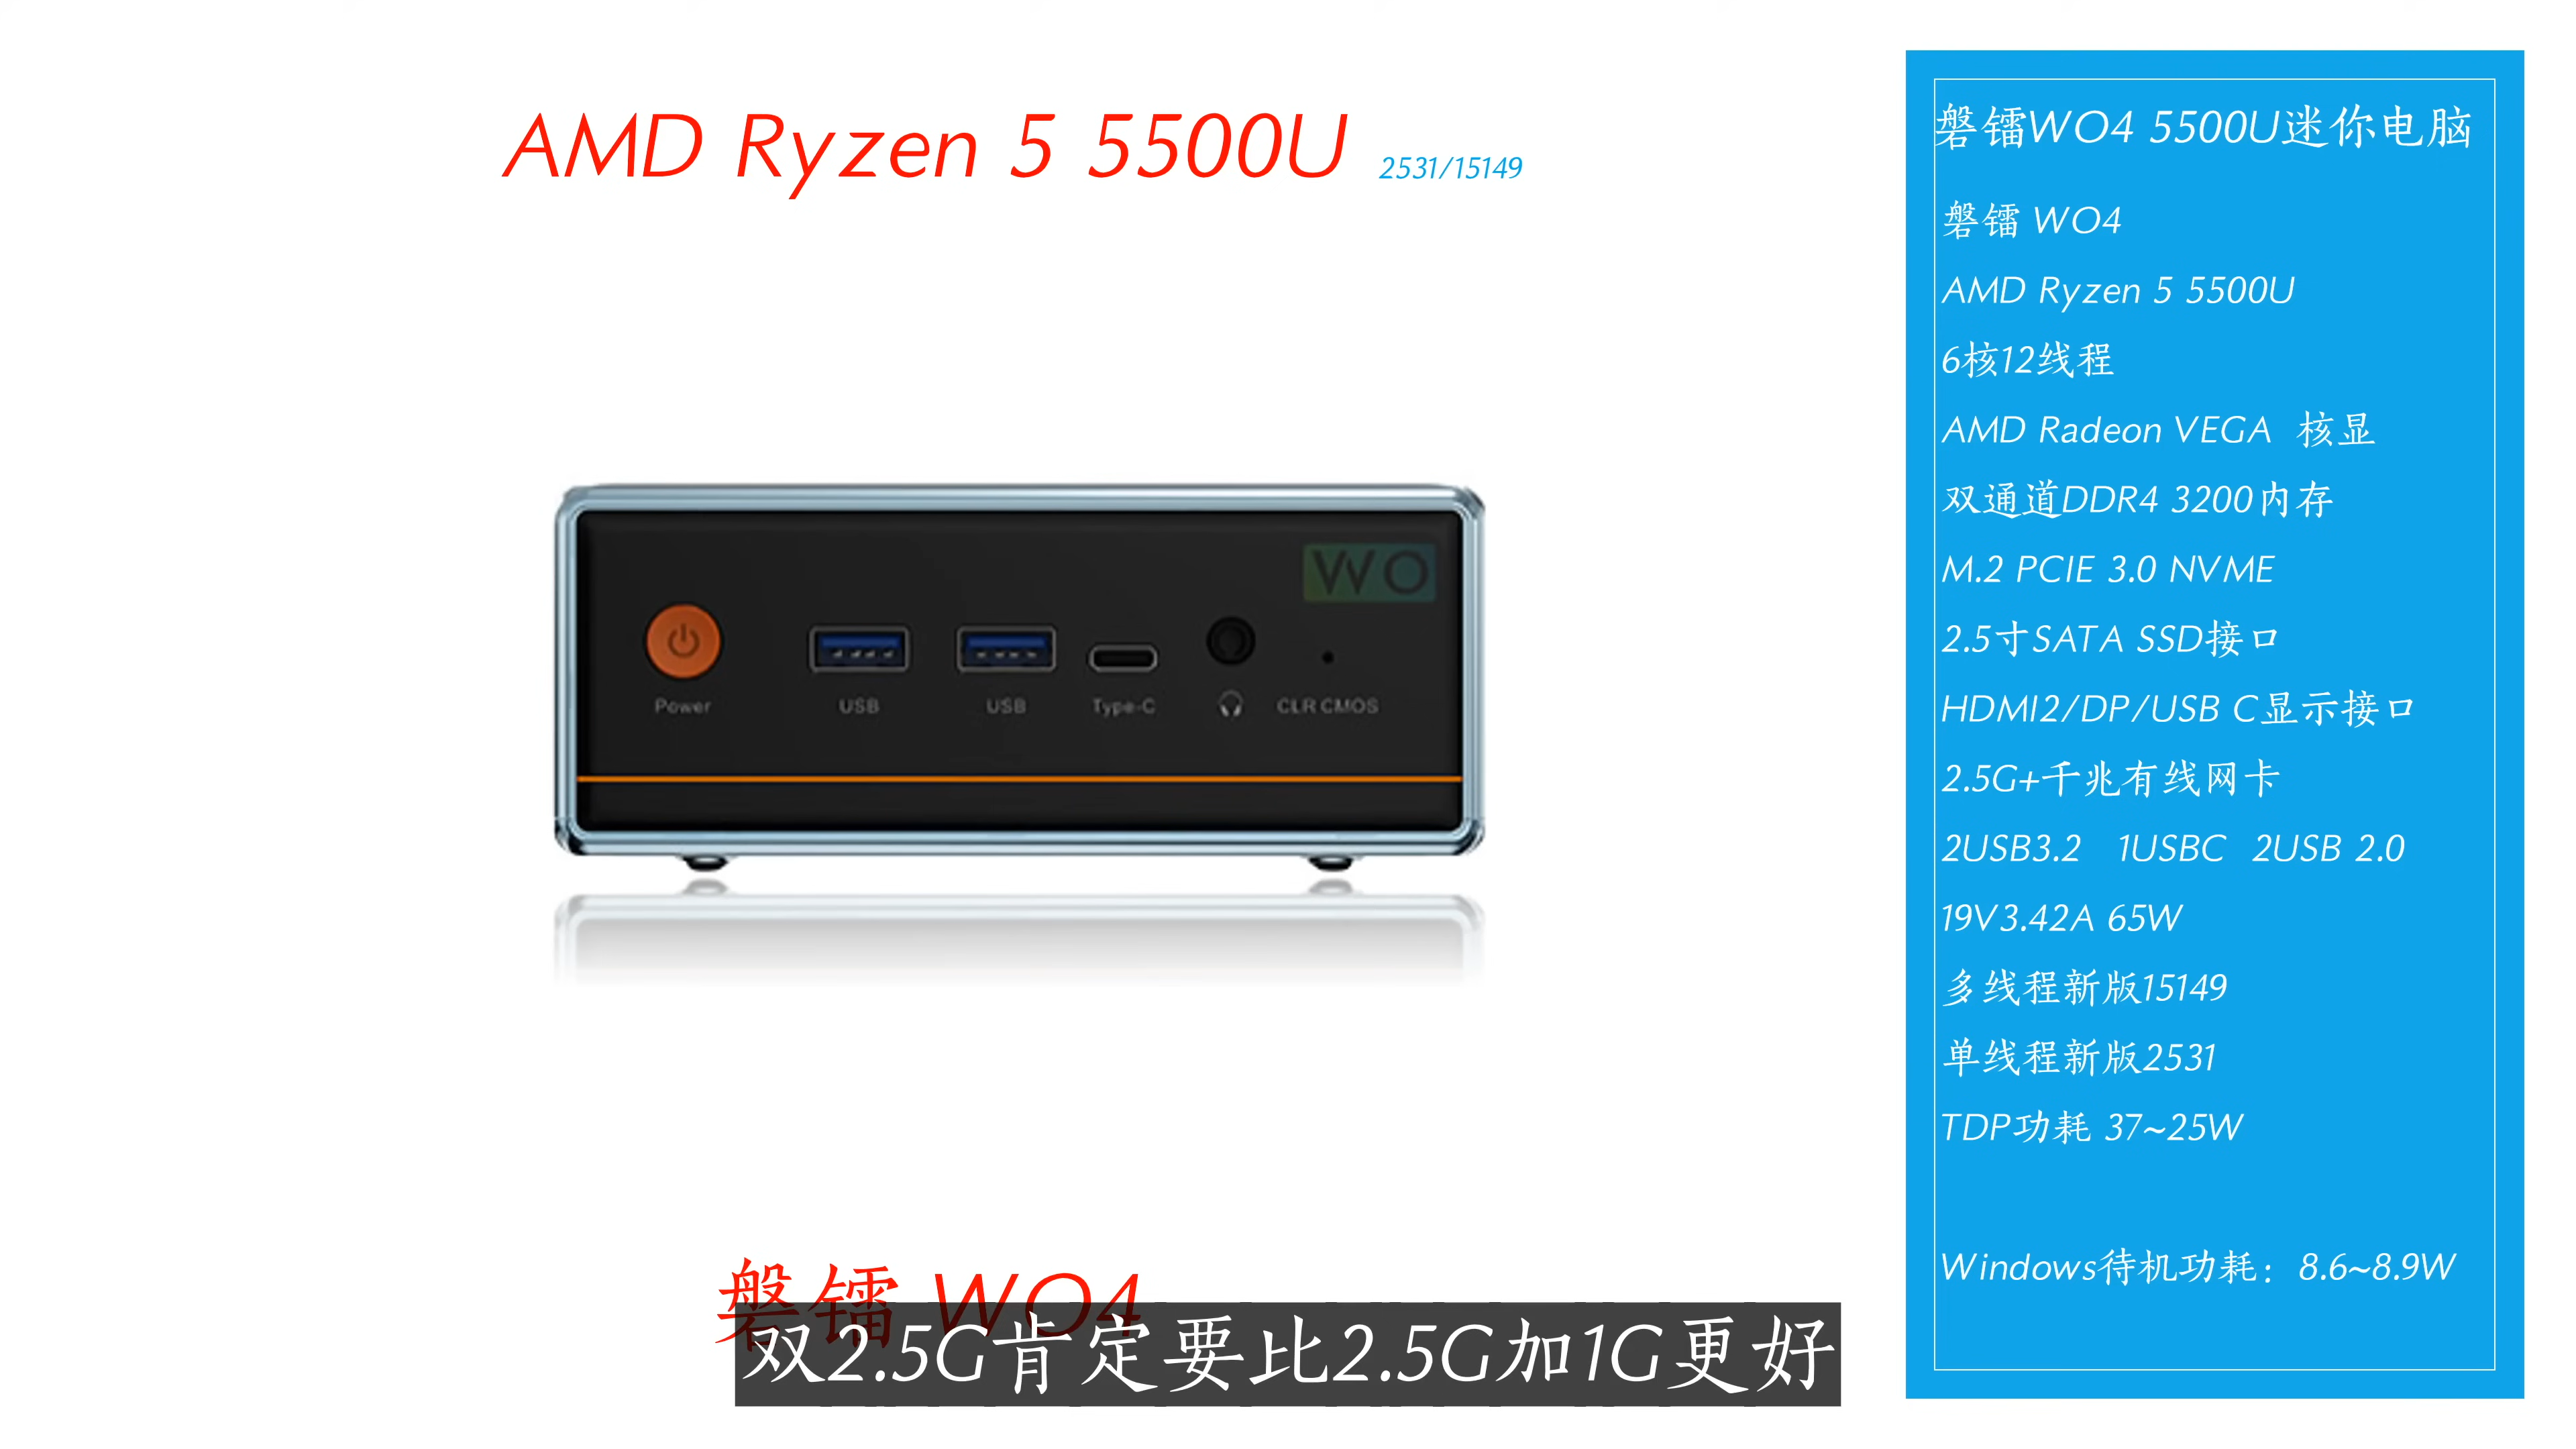 AMD Ryzen 5 5500U 2531/15149
WO
Power
USB
USB
Type-C
CLR CMOS
磐镭 WO4
双2.5G肯定要比2.5G加1G更好
磐镭WO4 5500U迷你电脑
磐镭 WO4
AMD Ryzen 5 5500U
6核12线程
AMD Radeon VEGA 核显
双通道DDR4 3200内存
M.2 PCIE 3.0 NVME
2.5寸SATA SSD接口
HDMI2/DP/USB C显示接口
2.5G+千兆有线网卡
2USB3.2 1USBC 2USB 2.0
19V3.42A 65W
多线程新版15149
单线程新版2531
TDP功耗 37~25W
Windows待机功耗：8.6~8.9W